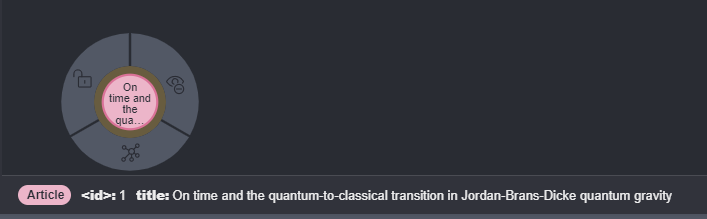 On
time and
the
qua...
Article <id>: 1 title: On time and the quantum-to-classical transition in Jordan-Brans-Dicke quantum gravity